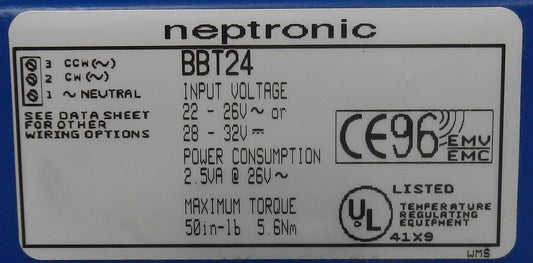 neptronic
3 CCW(~)
2 CW(~)
1 ~ NEUTRAL
SEE DATA SHEET
FOR OTHER
WIRING OPTIONS
BBT24
INPUT VOLTAGE
22 - 26V~ or
28 - 32V⎓
POWER CONSUMPTION
2.5VA @ 26V~
MAXIMUM TORQUE
50in-lb 5.6Nm
CE96
EMV
EMC
UL
LISTED
TEMPERATURE
REGULATING
EQUIPMENT
41X9
WMS